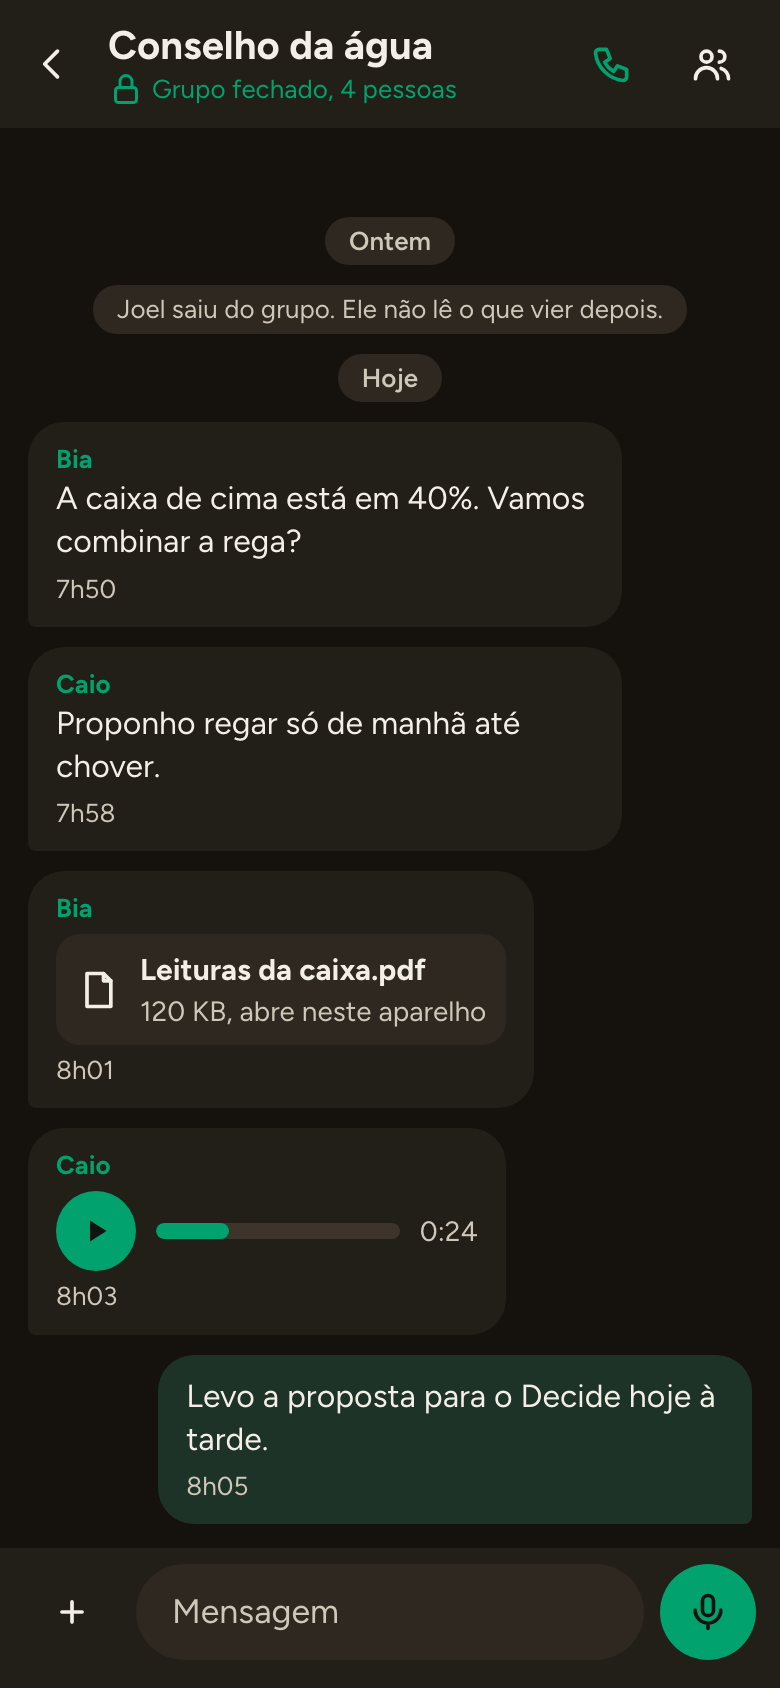 Conselho da água
Grupo fechado, 4 pessoas
Ontem
Joel saiu do grupo. Ele não lê o que vier depois.
Hoje
Bia
A caixa de cima está em 40%. Vamos
combinar a rega?
7h50
Caio
Proponho regar só de manhã até
chover.
7h58
Bia
Leituras da caixa.pdf
120 KB, abre neste aparelho
8h01
Caio
0:24
8h03
Levo a proposta para o Decide hoje à
tarde.
8h05
Mensagem